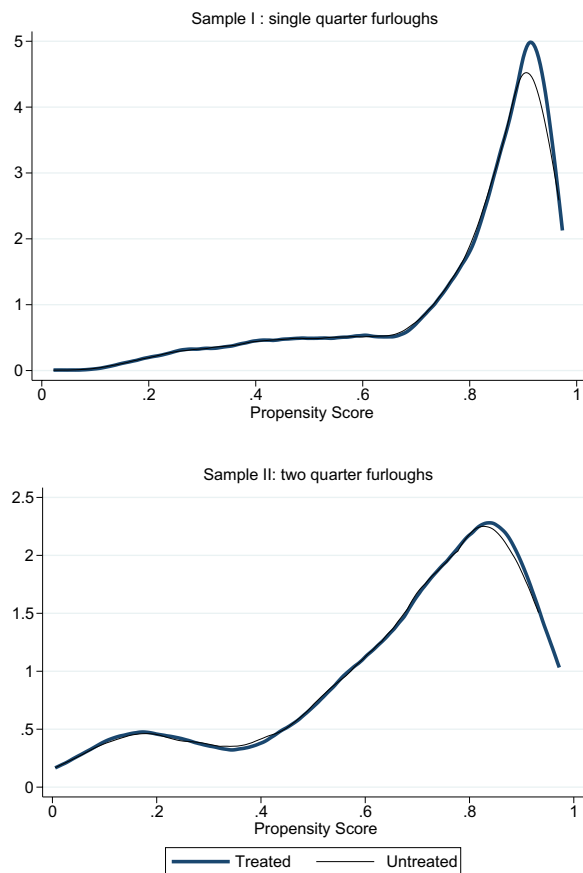 Sample I : single quarter furloughs
5
4
3
2
1
0
0 .2 .4 .6 .8 1
Propensity Score
Sample II: two quarter furloughs
2.5
2
1.5
1
.5
0
0 .2 .4 .6 .8 1
Propensity Score
Treated Untreated